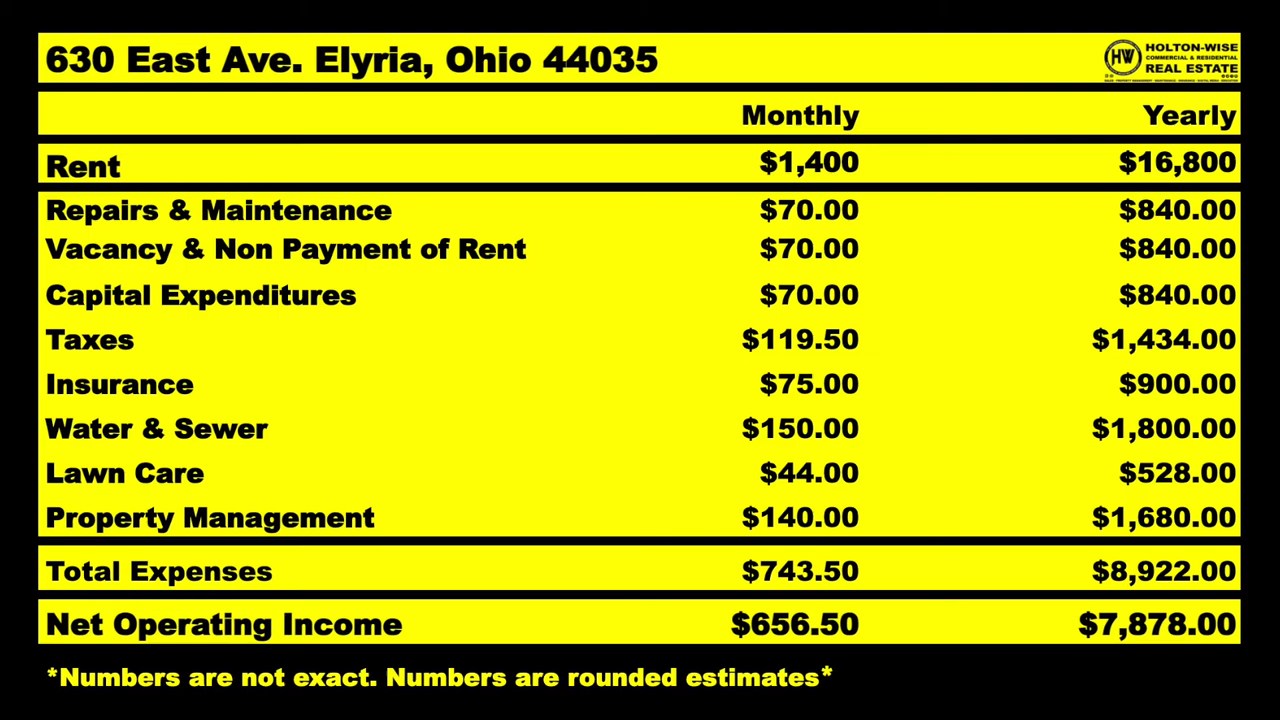 630 East Ave. Elyria, Ohio 44035
HW
HOLTON-WISE
COMMERCIAL & RESIDENTIAL
REAL ESTATE
Monthly Yearly
Rent $1,400 $16,800
Repairs & Maintenance $70.00 $840.00
Vacancy & Non Payment of Rent $70.00 $840.00
Capital Expenditures $70.00 $840.00
Taxes $119.50 $1,434.00
Insurance $75.00 $900.00
Water & Sewer $150.00 $1,800.00
Lawn Care $44.00 $528.00
Property Management $140.00 $1,680.00
Total Expenses $743.50 $8,922.00
Net Operating Income $656.50 $7,878.00
*Numbers are not exact. Numbers are rounded estimates*